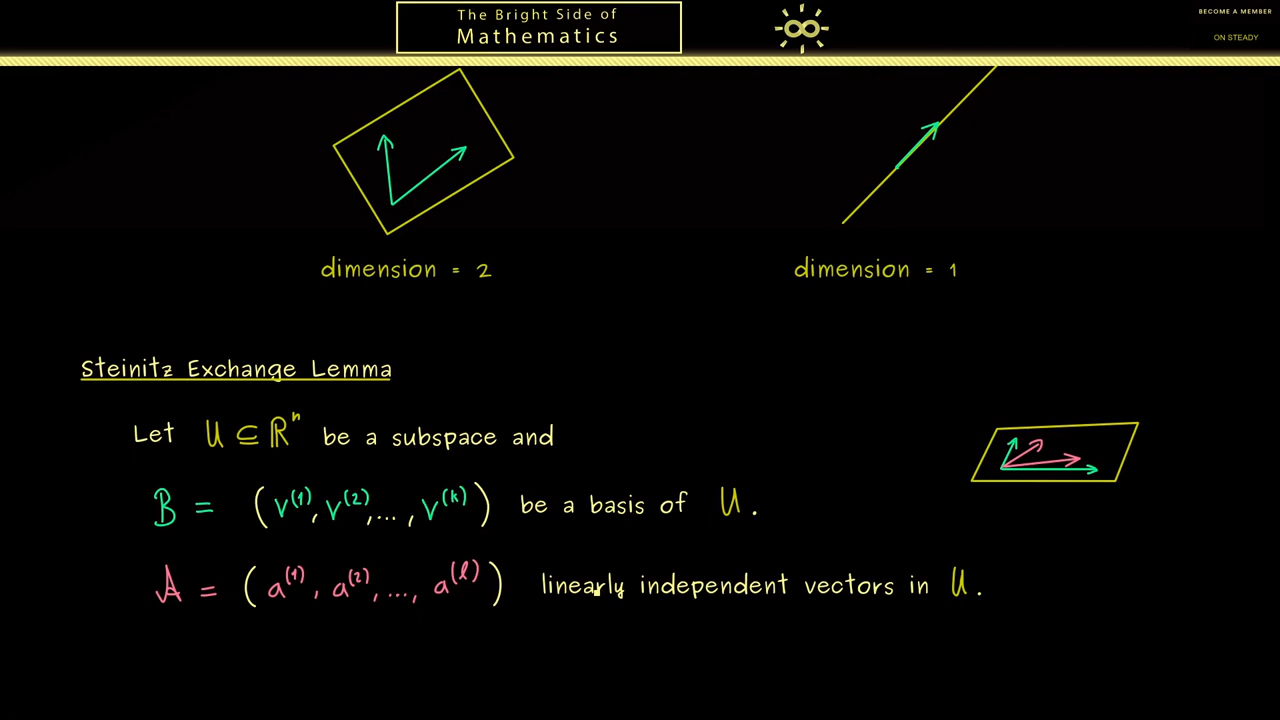 The Bright Side of
Mathematics
BECOME A MEMBER
ON STEADY
dimension = 2
dimension = 1
Steinitz Exchange Lemma
Let U ⊆ ℝⁿ be a subspace and
B = (v⁽¹⁾, v⁽²⁾, ..., v⁽ᵏ⁾) be a basis of U.
A = (a⁽¹⁾, a⁽²⁾, ..., a⁽ˡ⁾) linearly independent vectors in U.